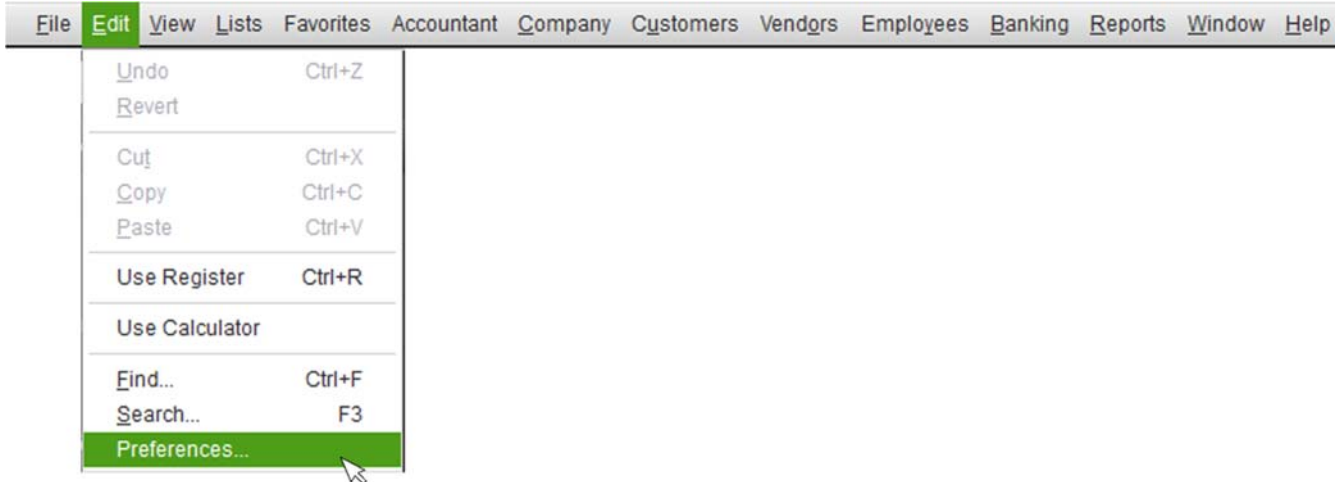 File Edit View Lists Favorites Accountant Company Customers Vendors Employees Banking Reports Window Help
Undo Ctrl+Z
Revert
Cut Ctrl+X
Copy Ctrl+C
Paste Ctrl+V
Use Register Ctrl+R
Use Calculator
Find... Ctrl+F
Search... F3
Preferences...